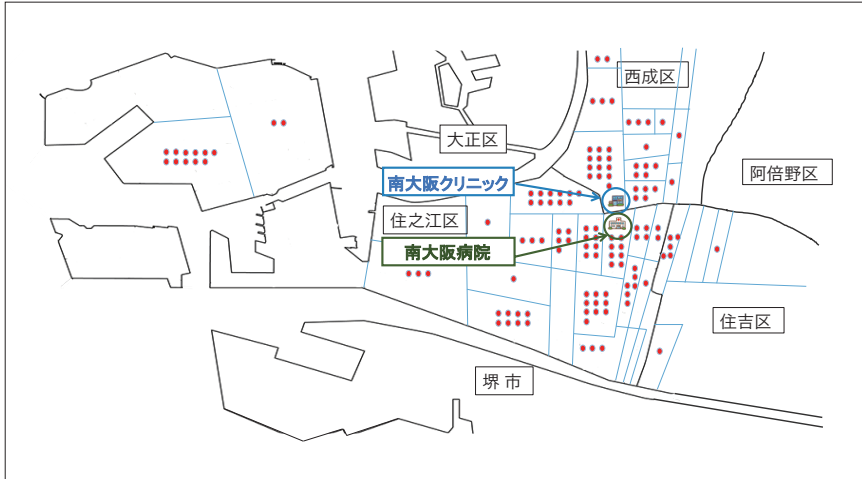 西成区
大正区
阿倍野区
南大阪クリニック
住之江区
南大阪病院
住吉区
堺 市